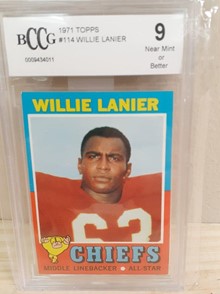 BCCG
0009434011
1971 TOPPS
#114 WILLIE LANIER
9
Near Mint
or
Better
WILLIE LANIER
63
CHIEFS
MIDDLE LINEBACKER ● ALL-STAR